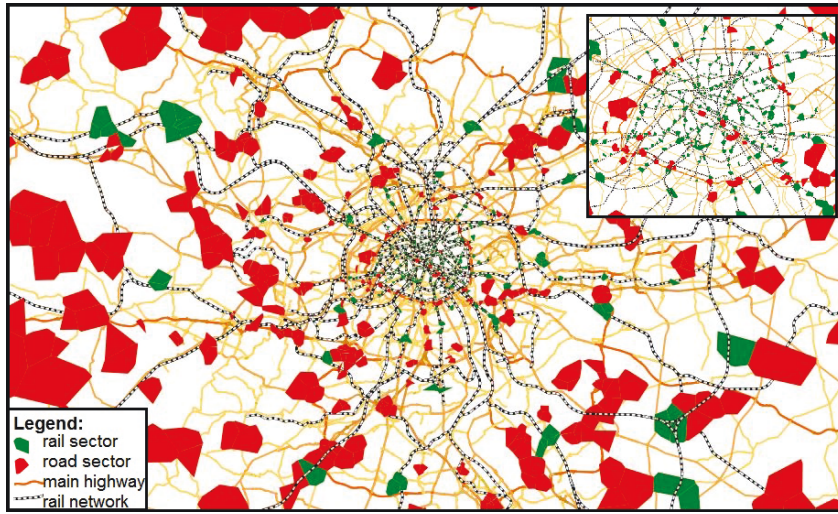 Legend:
rail sector
road sector
main highway
rail network